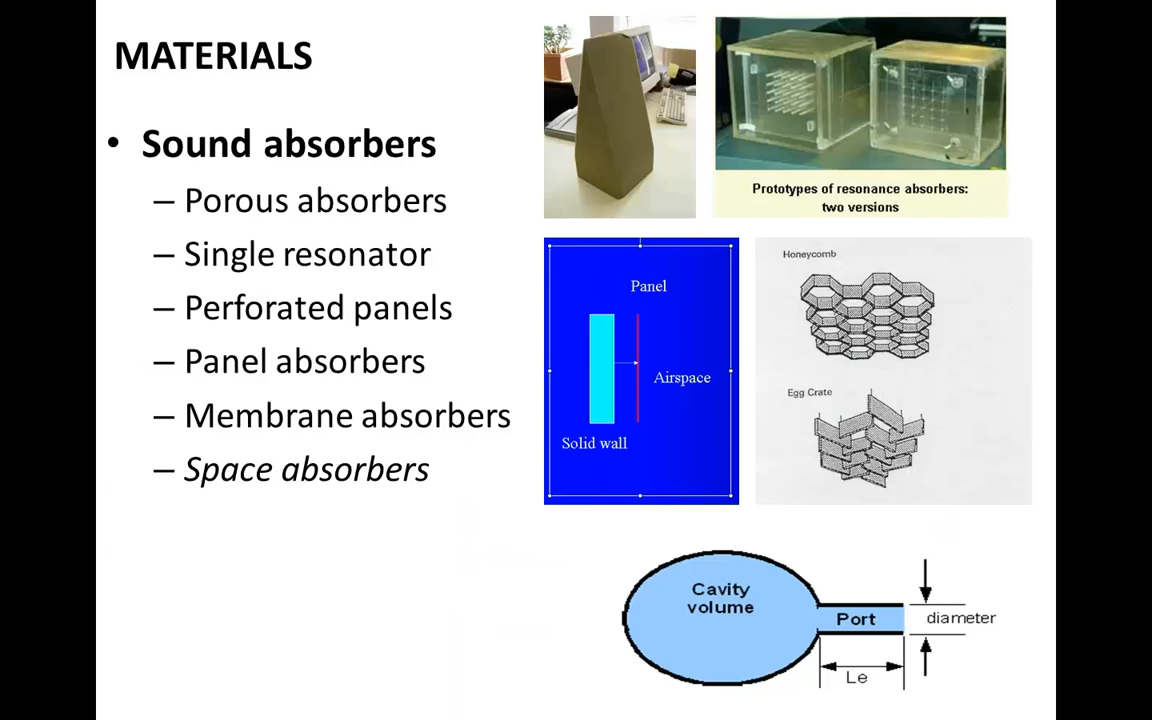 MATERIALS
• Sound absorbers
– Porous absorbers
– Single resonator
– Perforated panels
– Panel absorbers
– Membrane absorbers
– Space absorbers
Prototypes of resonance absorbers:
two versions
Panel
Airspace
Solid wall
Honeycomb
Egg Crate
Cavity
volume
Port
diameter
Le